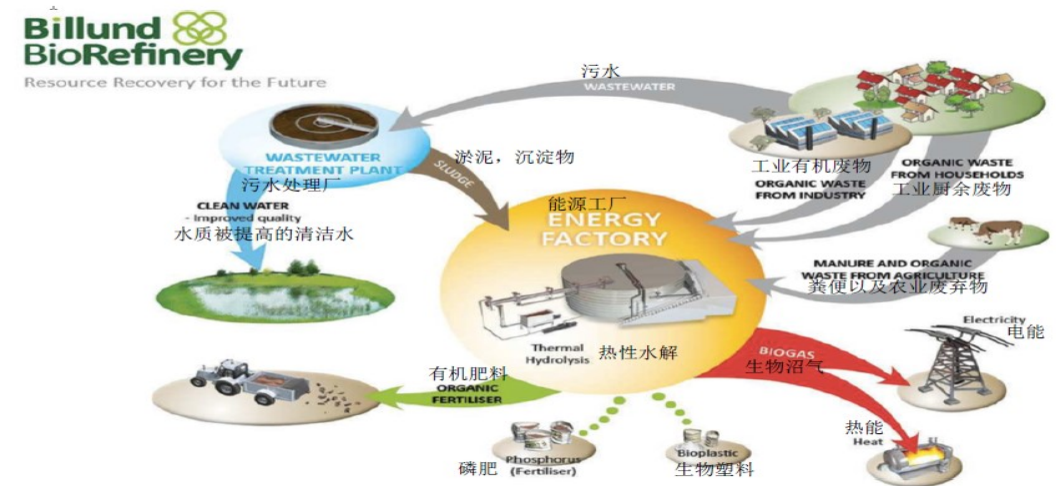 Billund
BioRefinery
Resource Recovery for the Future
污水
WASTEWATER
WASTEWATER
TREATMENT PLANT
污水处理厂
淤泥，沉淀物
SLUDGE
CLEAN WATER
- Improved quality
水质被提高的清洁水
能源工厂
ENERGY
FACTORY
工业有机废物
ORGANIC WASTE
FROM INDUSTRY
ORGANIC WASTE
FROM HOUSEHOLDS
工业厨余废物
MANURE AND ORGANIC
WASTE FROM AGRICULTURE
粪便以及农业废弃物
Thermal
Hydrolysis
热性水解
BIOGAS
生物沼气
Electricity
电能
热能
Heat
有机肥料
ORGANIC
FERTILISER
磷肥
Phosphorus
(Fertiliser)
Bioplastic
生物塑料